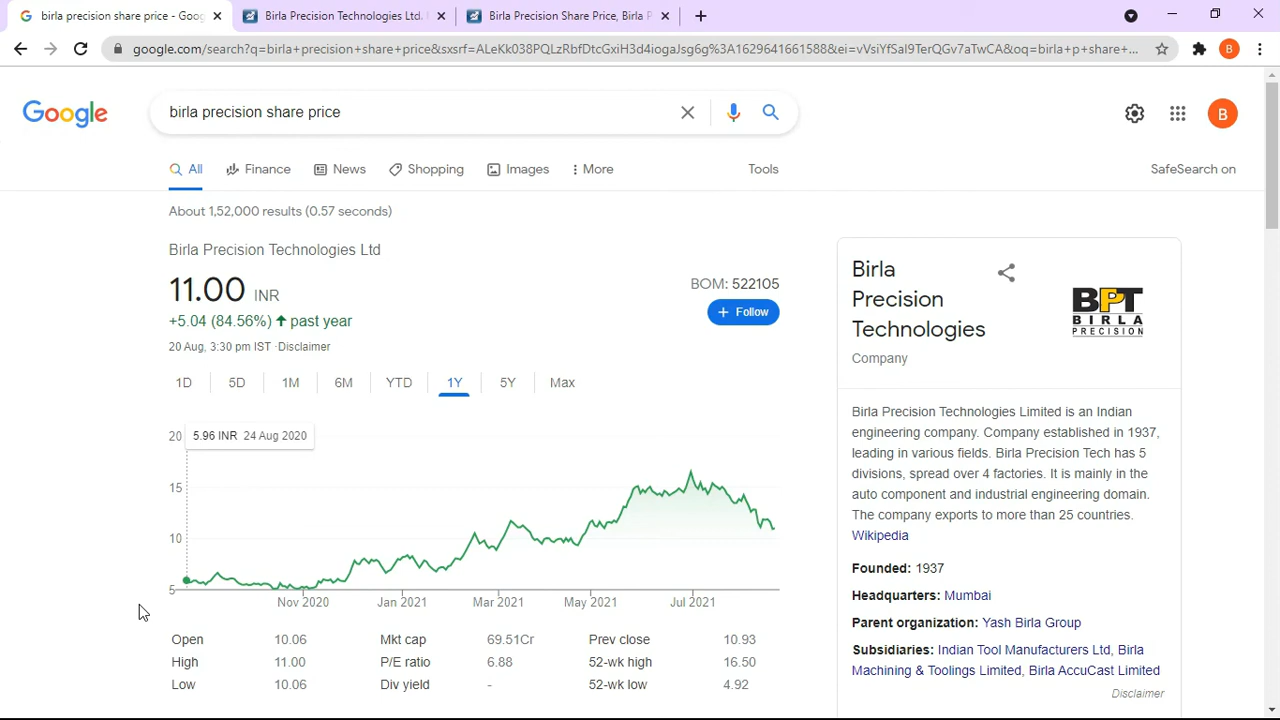 birla precision share price - G
Birla Precision Technologies Ltd.
Birla Precision Share Price, Birla P
google.com/search?q=birla+precision+share+price&sxsrf=ALeKk038PQLzRbfDtcGxiH3d4iogaJsg6g%3A1629641661588&ei=vVsiYfSaI9TerQGv7aTwCA&oq=birla+p+share+...
B
Google
birla precision share price
B
All
Finance
News
Shopping
Images
More
Tools
SafeSearch on
About 1,52,000 results (0.57 seconds)
Birla Precision Technologies Ltd
11.00 INR
BOM: 522105
+5.04 (84.56%) ↑ past year
+ Follow
20 Aug, 3:30 pm IST · Disclaimer
1D 5D 1M 6M YTD 1Y 5Y Max
5.96 INR 24 Aug 2020
20
15
10
5
Nov 2020 Jan 2021 Mar 2021 May 2021 Jul 2021
Open 10.06 Mkt cap 69.51Cr Prev close 10.93
High 11.00 P/E ratio 6.88 52-wk high 16.50
Low 10.06 Div yield - 52-wk low 4.92
Birla
Precision
Technologies
Company
BPT
BIRLA
PRECISION
Birla Precision Technologies Limited is an Indian
engineering company. Company established in 1937,
leading in various fields. Birla Precision Tech has 5
divisions, spread over 4 factories. It is mainly in the
auto component and industrial engineering domain.
The company exports to more than 25 countries.
Wikipedia
Founded: 1937
Headquarters: Mumbai
Parent organization: Yash Birla Group
Subsidiaries: Indian Tool Manufacturers Ltd, Birla
Machining & Toolings Limited, Birla AccuCast Limited
Disclaimer